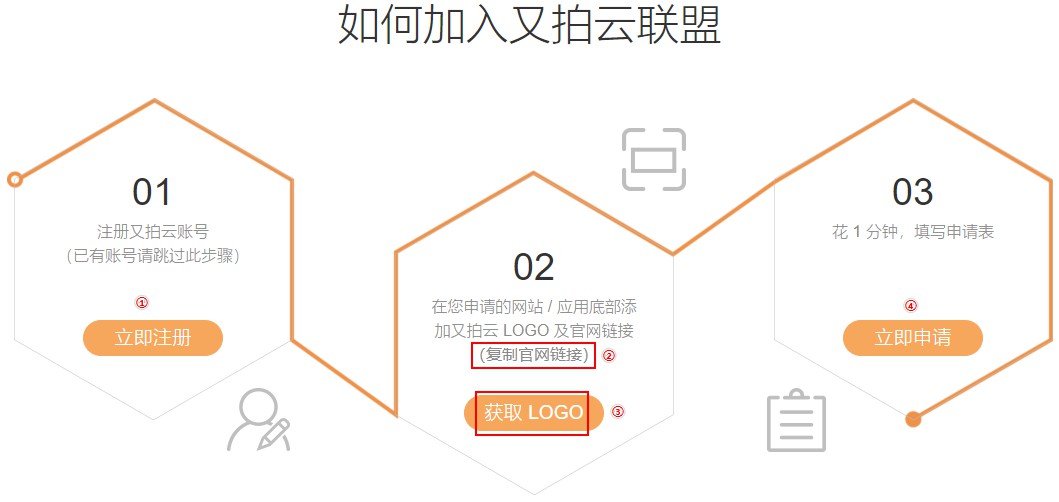 如何加入又拍云联盟
01
注册又拍云账号
（已有账号请跳过此步骤）
①
立即注册
02
在您申请的网站 / 应用底部添
加又拍云 LOGO 及官网链接
（复制官网链接）
②
获取 LOGO
③
03
花 1 分钟，填写申请表
④
立即申请